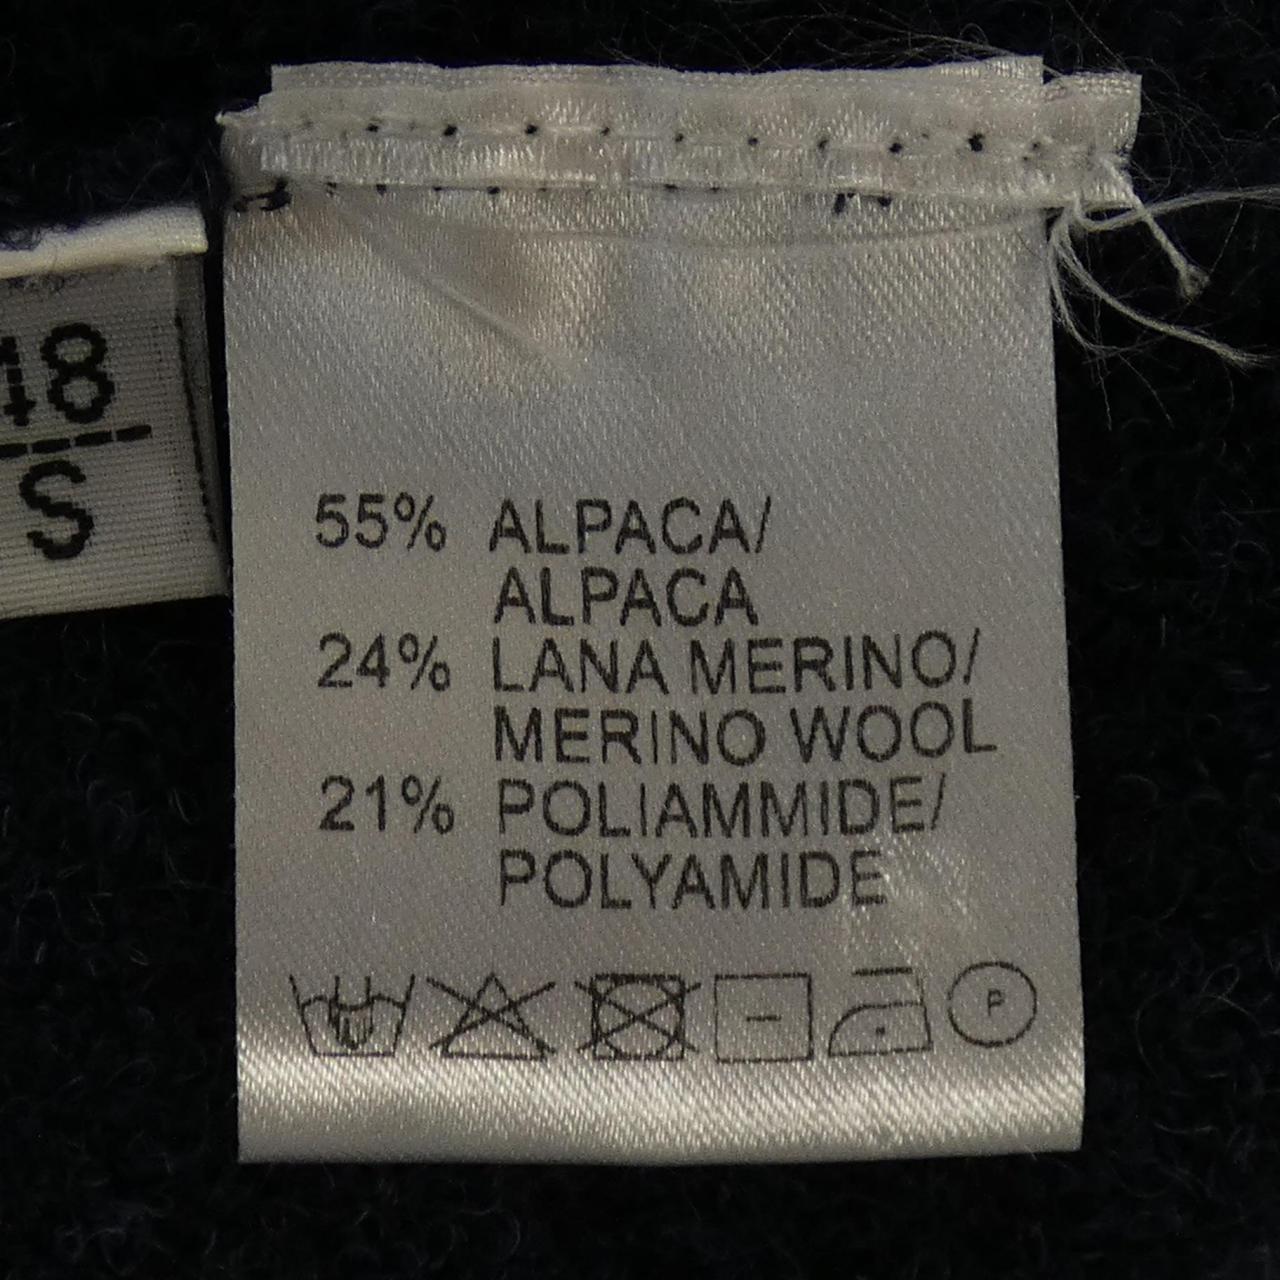 48
S
55% ALPACA/
ALPACA
24% LANA MERINO/
MERINO WOOL
21% POLIAMMIDE/
POLYAMIDE
P